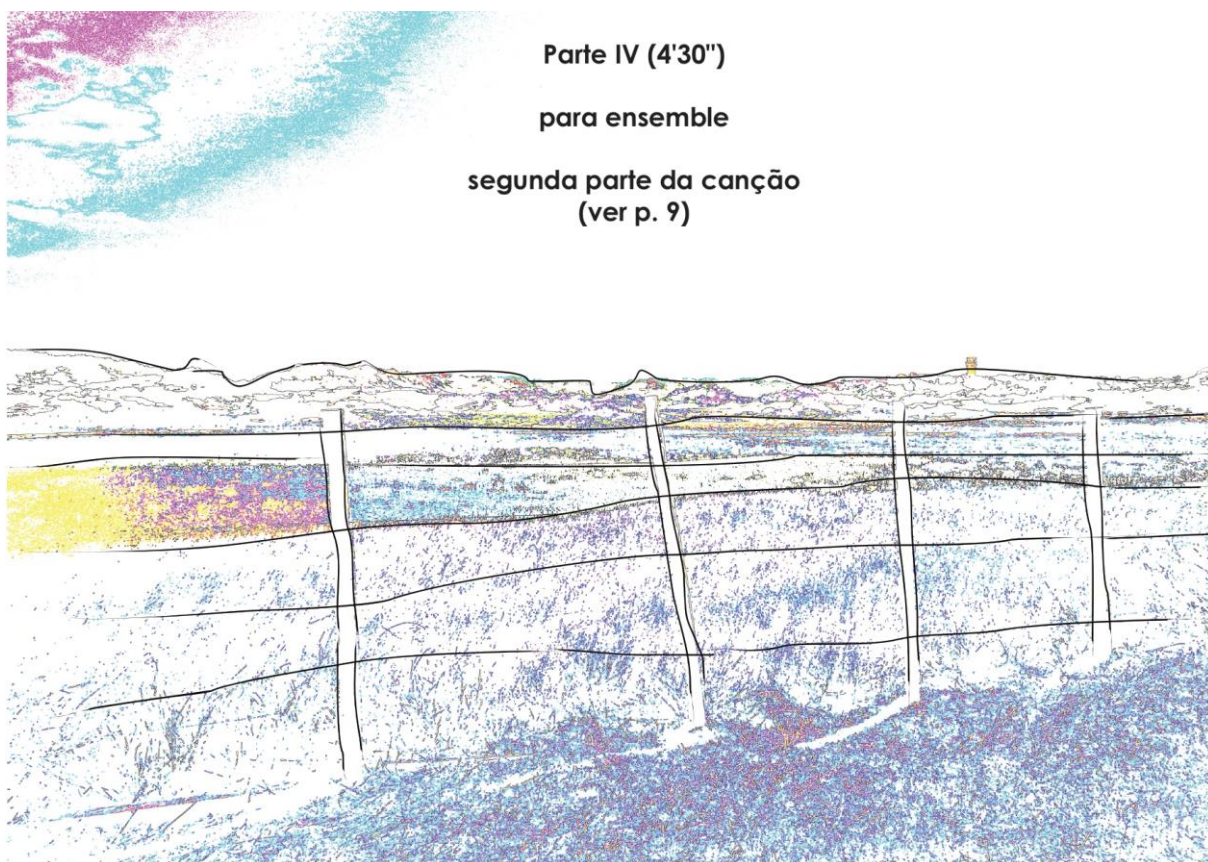 Parte IV (4'30")
para ensemble
segunda parte da canção
(ver p. 9)